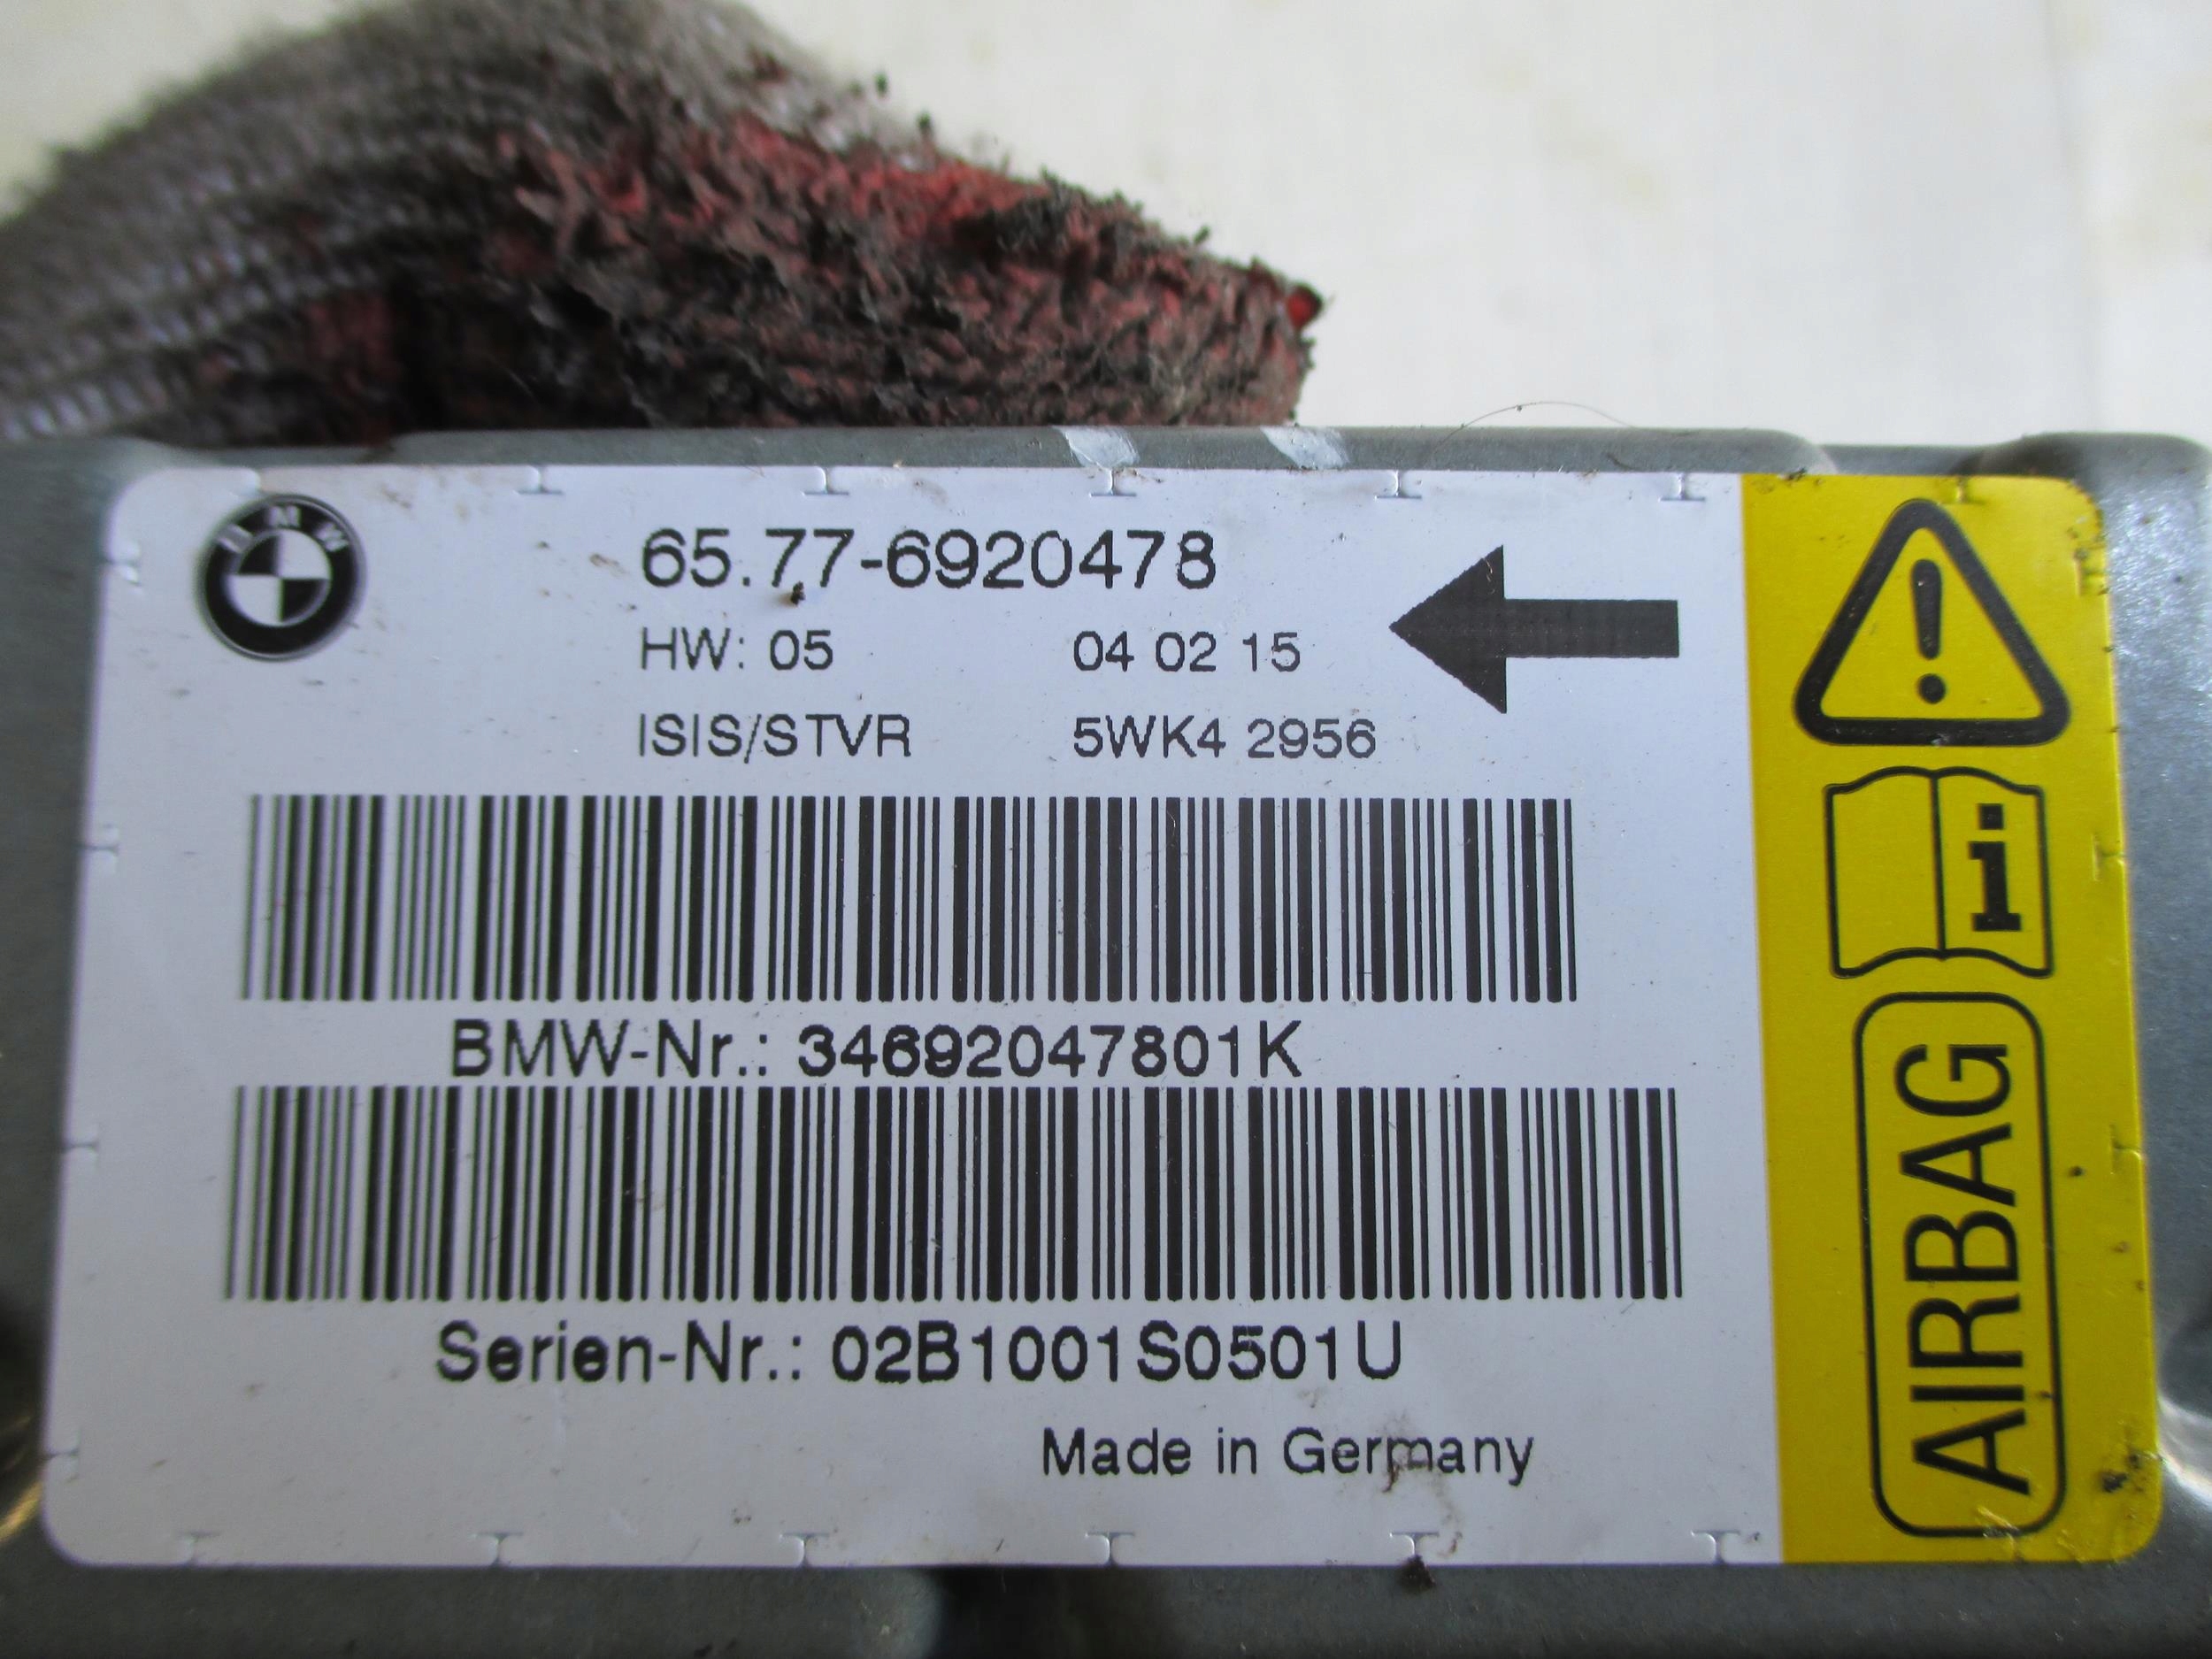 BMW
65.77-6920478
HW: 05 04 02 15
ISIS/STVR 5WK4 2956
BMW-Nr.: 34692047801K
Serien-Nr.: 02B1001S0501U
Made in Germany
!
i
AIRBAG